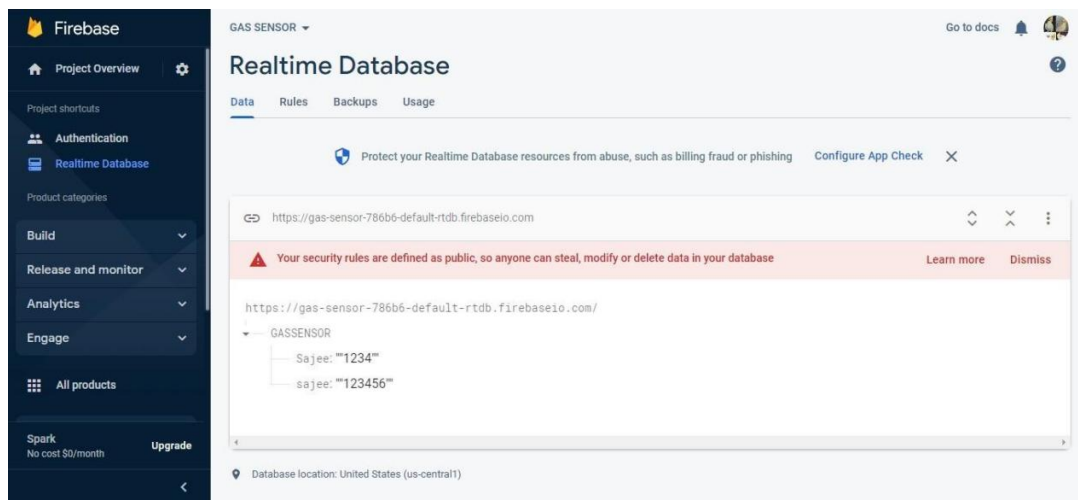 Firebase
Project Overview
Project shortcuts
Authentication
Realtime Database
Product categories
Build
Release and monitor
Analytics
Engage
All products
Spark
No cost $0/month
Upgrade
GAS SENSOR
Go to docs
Realtime Database
Data Rules Backups Usage
Protect your Realtime Database resources from abuse, such as billing fraud or phishing Configure App Check
https://gas-sensor-786b6-default-rtdb.firebaseio.com
Your security rules are defined as public, so anyone can steal, modify or delete data in your database Learn more Dismiss
https://gas-sensor-786b6-default-rtdb.firebaseio.com/
GASSENSOR
Sajee: ""1234""
sajee: ""123456""
Database location: United States (us-central1)